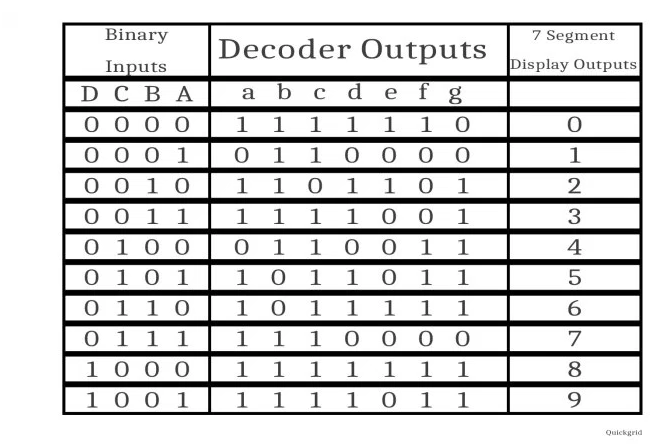 Binary Inputs Decoder Outputs 7 Segment Display Outputs
D C B A a b c d e f g
0 0 0 0 1 1 1 1 1 1 0 0
0 0 0 1 0 1 1 0 0 0 0 1
0 0 1 0 1 1 0 1 1 0 1 2
0 0 1 1 1 1 1 1 0 0 1 3
0 1 0 0 0 1 1 0 0 1 1 4
0 1 0 1 1 0 1 1 0 1 1 5
0 1 1 0 1 0 1 1 1 1 1 6
0 1 1 1 1 1 1 0 0 0 0 7
1 0 0 0 1 1 1 1 1 1 1 8
1 0 0 1 1 1 1 1 0 1 1 9
Quickgrid